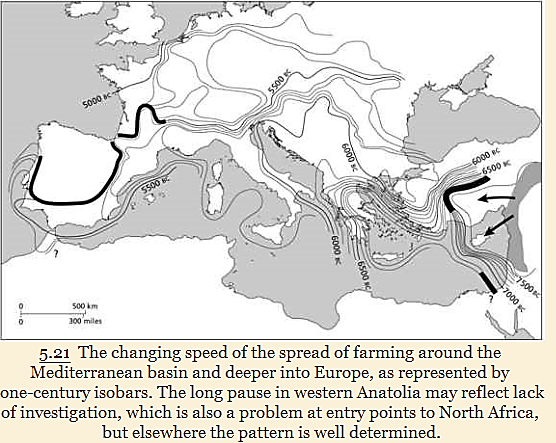 5000 BC
5500 BC
6000 BC
6000 BC
6500 BC
5500 BC
?
6000 BC
6500 BC
7500 BC
7000 BC
?
0 500 km
0 300 miles
5.21 The changing speed of the spread of farming around the
Mediterranean basin and deeper into Europe, as represented by
one-century isobars. The long pause in western Anatolia may reflect lack
of investigation, which is also a problem at entry points to North Africa,
but elsewhere the pattern is well determined.